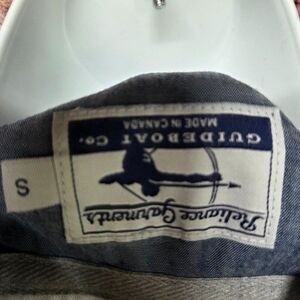 Reliance Garments
GUIDEBOAT Co.
MADE IN CANADA
S